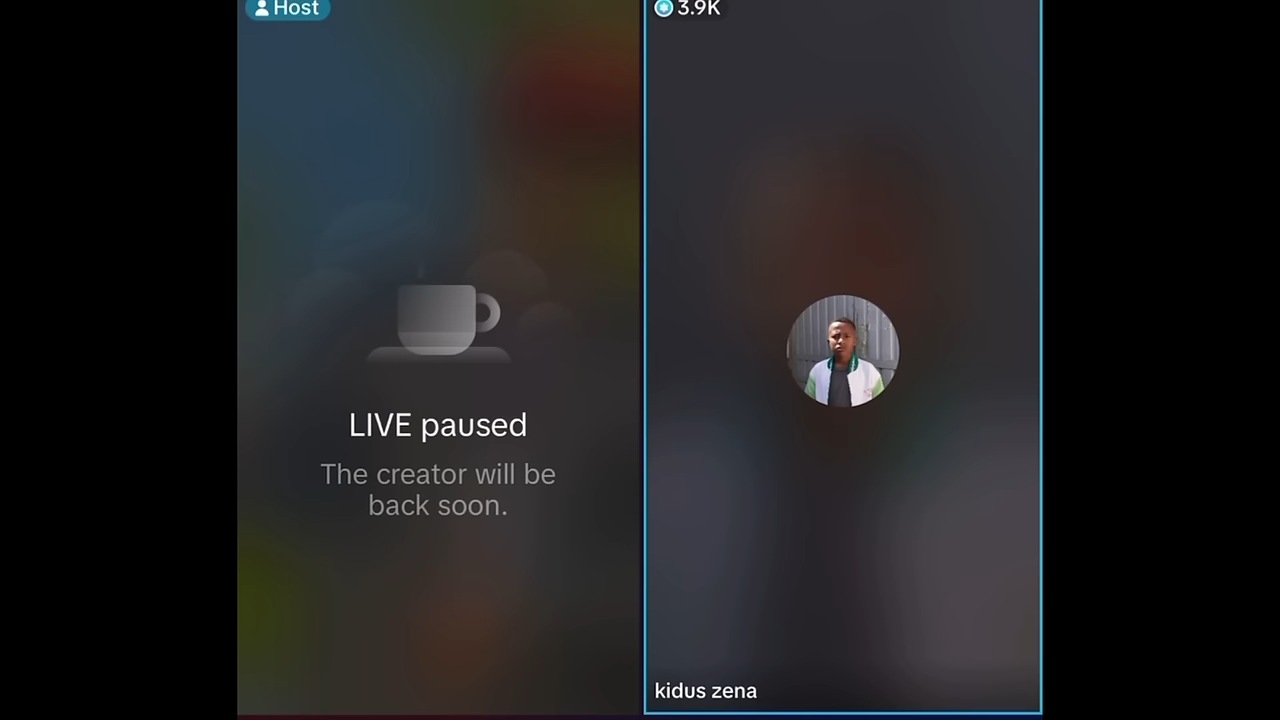 Host
3.9K
LIVE paused
The creator will be
back soon.
kidus zena